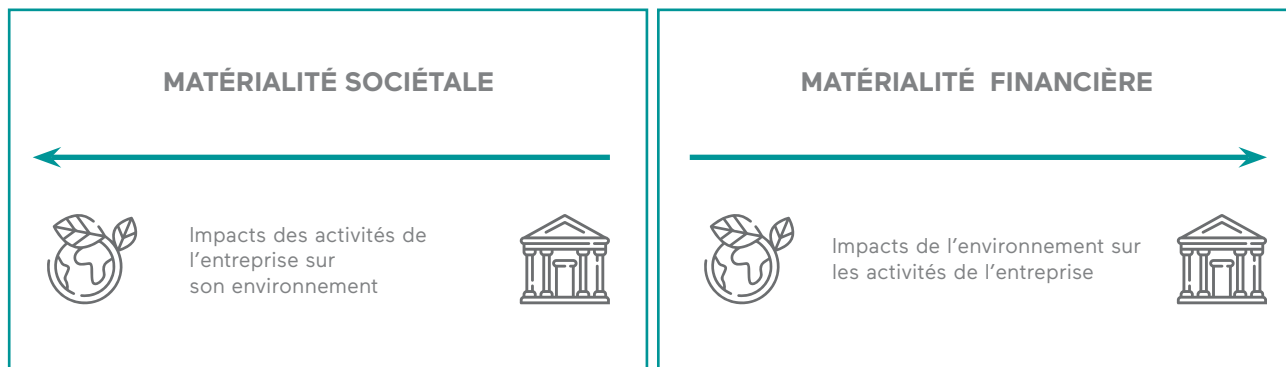 MATÉRIALITÉ SOCIÉTALE
Impacts des activités de
l'entreprise sur
son environnement
MATÉRIALITÉ FINANCIÈRE
Impacts de l'environnement sur
les activités de l'entreprise